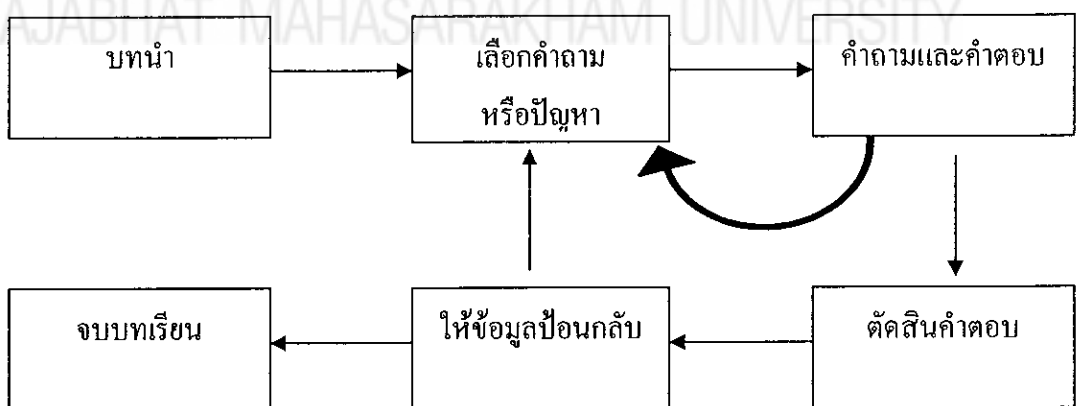 AJABHAT MAHASARAKHAM UNIVERSITY
บทนำ
เลือกคำถาม
หรือปัญหา
คำถามและคำตอบ
จบบทเรียน
ให้ข้อมูลป้อนกลับ
ตัดสินคำตอบ